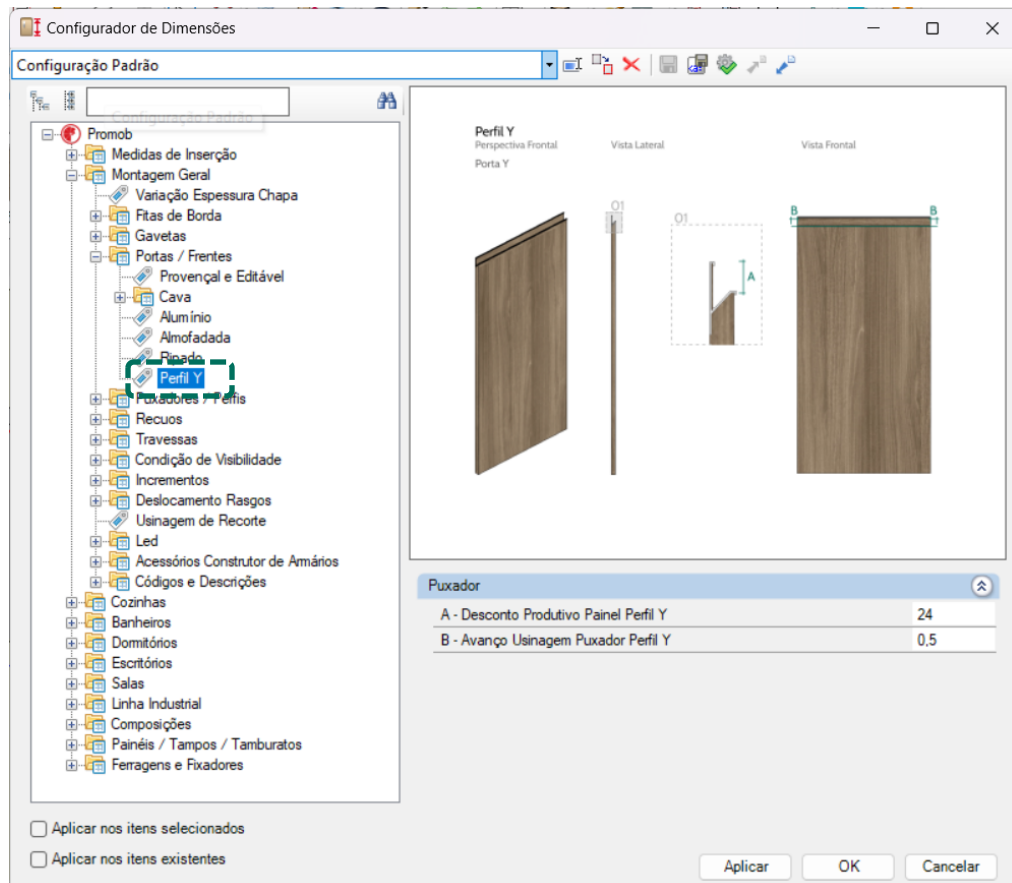 Configurador de Dimensões
Configuração Padrão
Configuração Padrão
Promob
Medidas de Inserção
Montagem Geral
Variação Espessura Chapa
Fitas de Borda
Gavetas
Portas / Frentes
Provençal e Editável
Cava
Alumínio
Almofadada
Ripado
Perfil Y
Puxadores / Perfis
Recuos
Travessas
Condição de Visibilidade
Incrementos
Deslocamento Rasgos
Usinagem de Recorte
Led
Acessórios Construtor de Armários
Códigos e Descrições
Cozinhas
Banheiros
Dormitórios
Escritórios
Salas
Linha Industrial
Composições
Painéis / Tampos / Tamburatos
Ferragens e Fixadores
Perfil Y
Perspectiva Frontal Vista Lateral Vista Frontal
Porta Y
01 01 B B
A
Puxador
A - Desconto Produtivo Painel Perfil Y 24
B - Avanço Usinagem Puxador Perfil Y 0,5
Aplicar nos itens selecionados
Aplicar nos itens existentes
Aplicar OK Cancelar